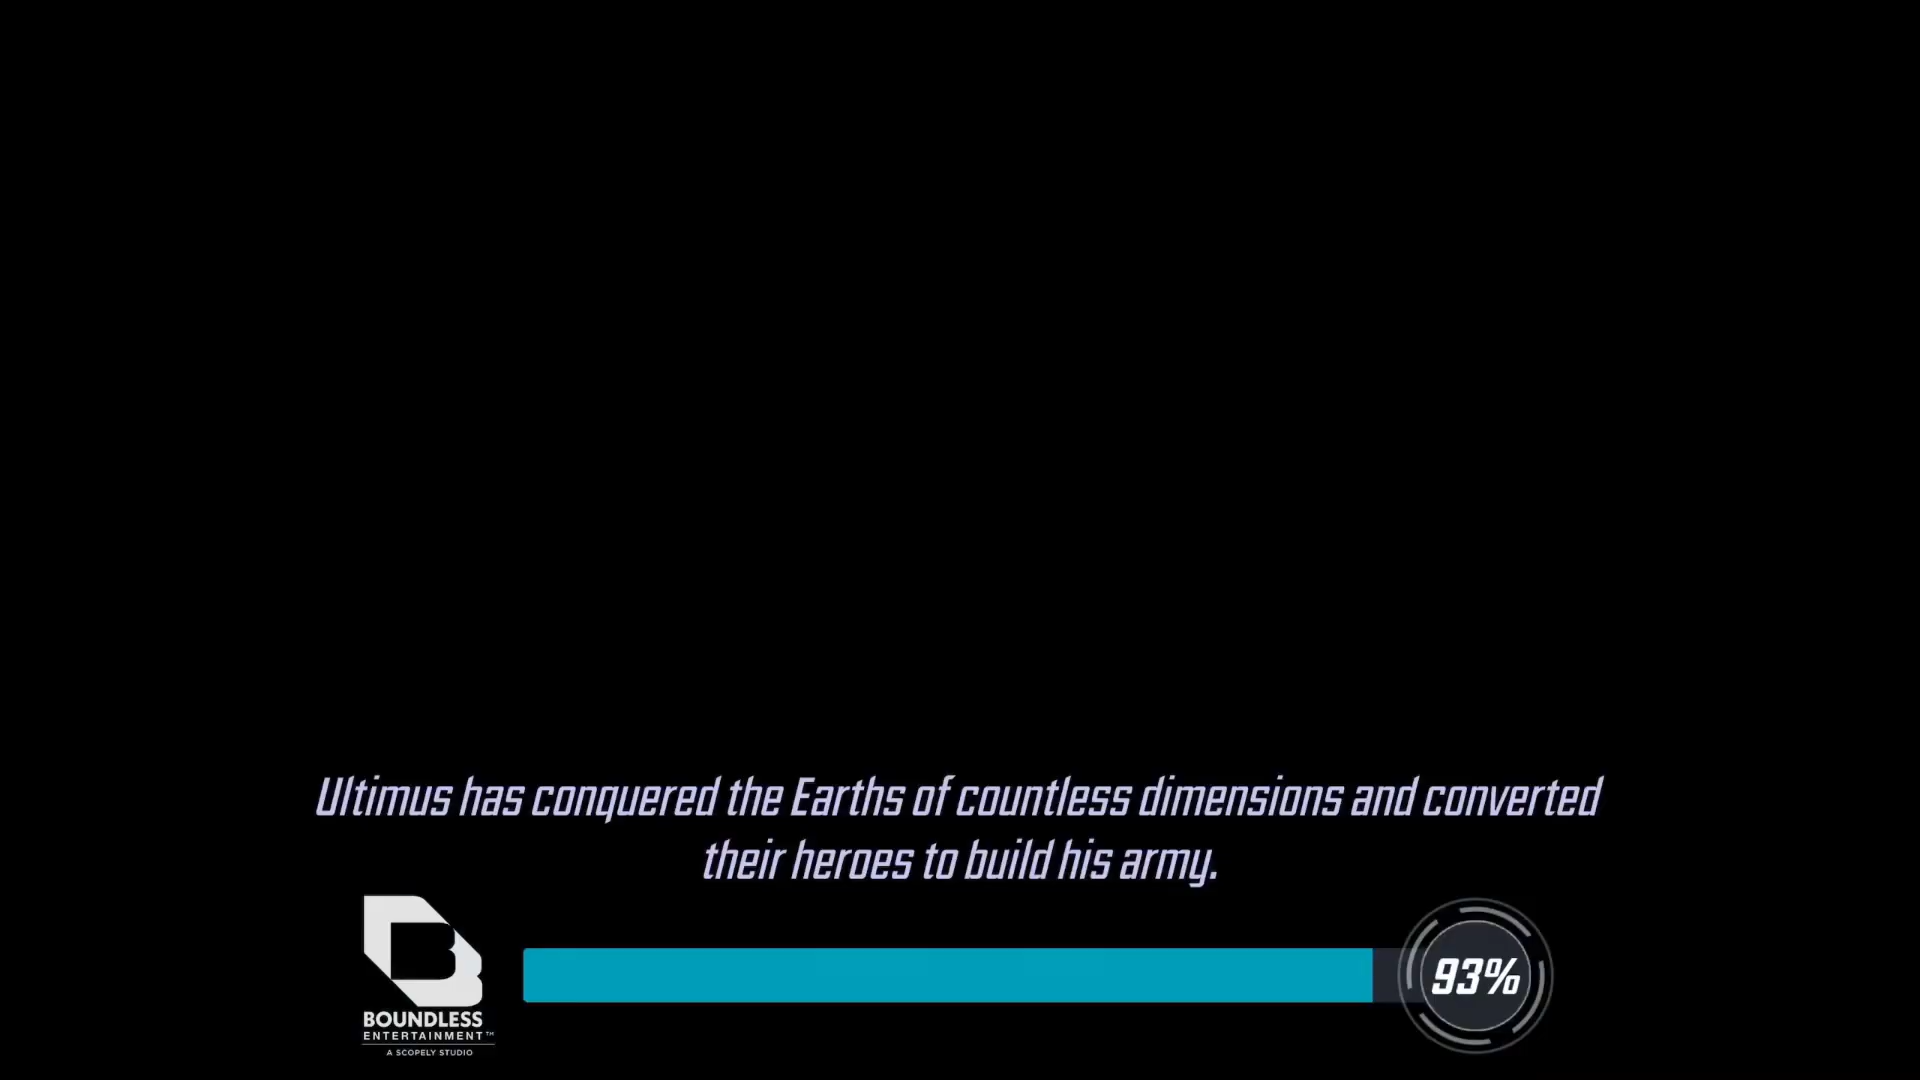 Ultimus has conquered the Earths of countless dimensions and converted
their heroes to build his army.
93%
BOUNDLESS
ENTERTAINMENT™
A SCOPELY STUDIO